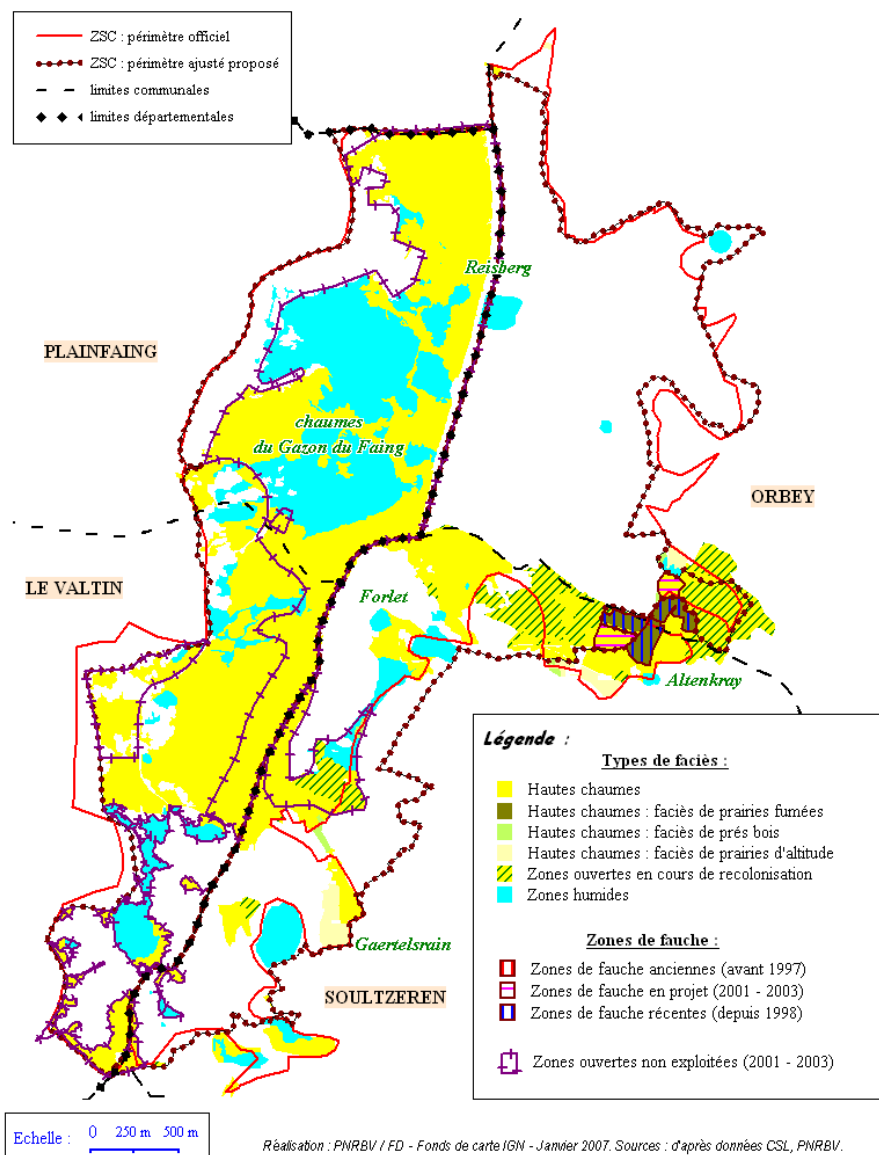 ZSC : périmètre officiel
ZSC : périmètre ajusté proposé
limites communales
limites départementales
Reisberg
PLAINFAING
chaumes
du Gazon du Faing
ORBEY
LE VALTIN
Forlet
Altenkray
Gaertelsrain
SOULTZEREN
Légende :
Types de faciès :
Hautes chaumes
Hautes chaumes : faciès de prairies fumées
Hautes chaumes : faciès de prés bois
Hautes chaumes : faciès de prairies d'altitude
Zones ouvertes en cours de recolonisation
Zones humides
Zones de fauche :
Zones de fauche anciennes (avant 1997)
Zones de fauche en projet (2001 - 2003)
Zones de fauche récentes (depuis 1998)
Zones ouvertes non exploitées (2001 - 2003)
Echelle : 0 250 m 500 m
Réalisation : PNRBV / FD - Fonds de carte IGN - Janvier 2007. Sources : d'après données CSL, PNRBV.